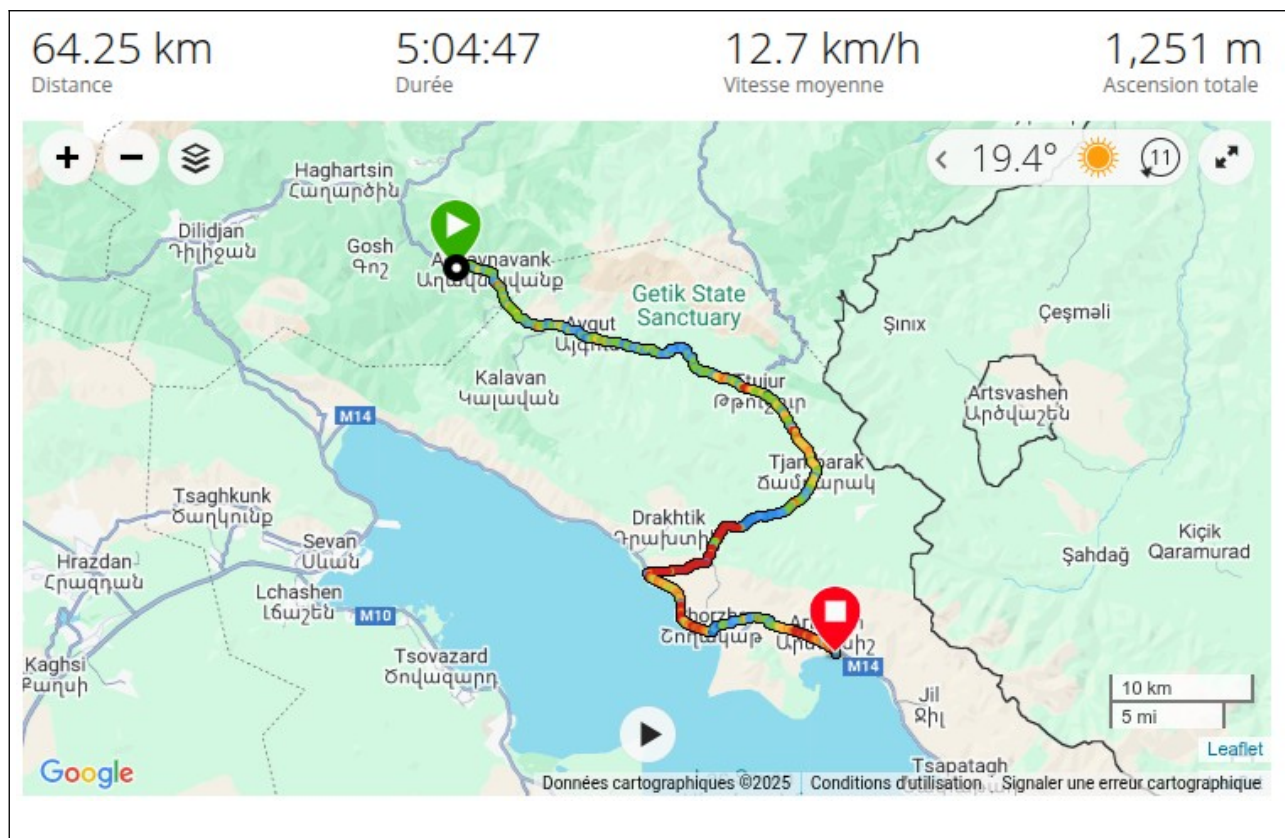 64.25 km
Distance
5:04:47
Durée
12.7 km/h
Vitesse moyenne
1,251 m
Ascension totale
+
−
19.4°
11
Haghartsin
Հաղարծին
Dilidjan
Դիլիջան
Gosh
Գոշ
Getik State
Sanctuary
Şınıx
Çeşməli
Kalavan
Կալավան
Artsvashen
Արծվաշեն
M14
Tsaghkunk
Ծաղկունք
Drakhtik
Sevan
Սևան
Hrazdan
Հրազդան
Lchashen
Լճաշեն
M10
Şahdağ
Kiçik
Qaramurad
Kaghsi
Քաղսի
Tsovazard
Ծովազարդ
Շողակաթ
M14
Jil
Ջիլ
10 km
5 mi
Leaflet
Tsapatagh
Google
Données cartographiques ©2025
Conditions d'utilisation
Signaler une erreur cartographique